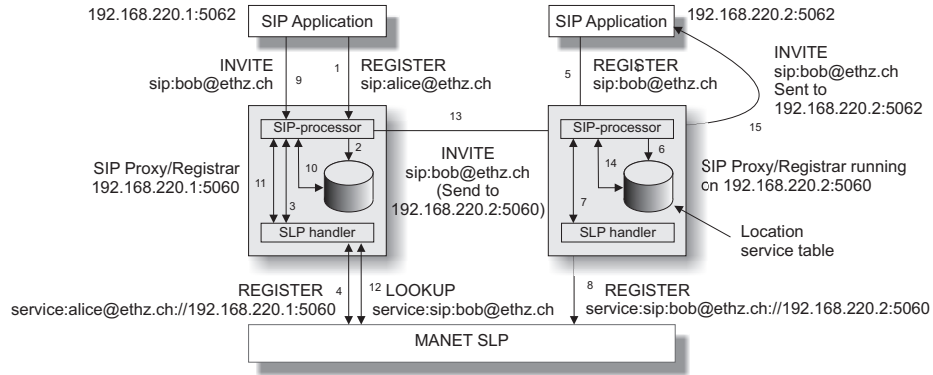 192.168.220.1:5062
SIP Application
SIP Application
192.168.220.2:5062
INVITE
sip:bob@ethz.ch
9
1
REGISTER
sip:alice@ethz.ch
5
REGISTER
sip:bob@ethz.ch
INVITE
sip:bob@ethz.ch
Sent to
192.168.220.2:5062
15
SIP-processor
13
SIP-processor
2
10
11
3
SIP Proxy/Registrar
192.168.220.1:5060
INVITE
sip:bob@ethz.ch
(Send to
192.168.220.2:5060)
6
14
7
SIP Proxy/Registrar running
on 192.168.220.2:5060
SLP handler
SLP handler
Location
service table
REGISTER
service:alice@ethz.ch://192.168.220.1:5060
4
12
LOOKUP
service:sip:bob@ethz.ch
8
REGISTER
service:sip:bob@ethz.ch://192.168.220.2:5060
MANET SLP